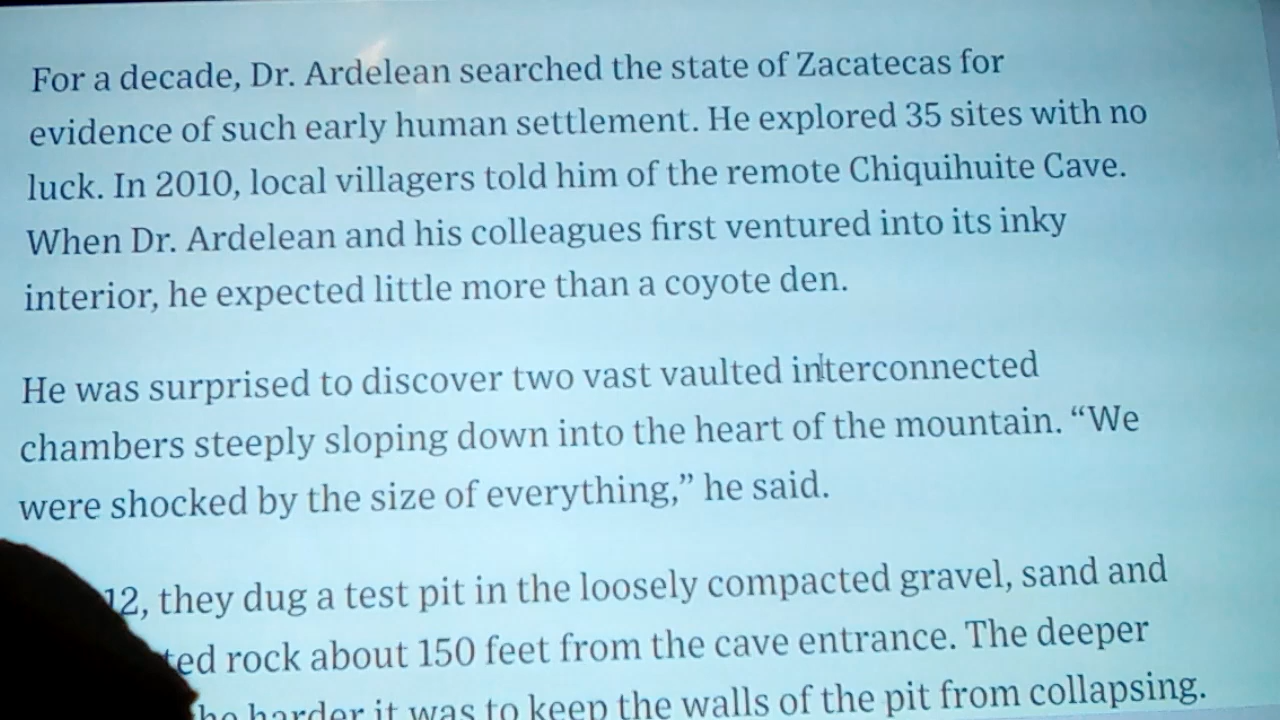 For a decade, Dr. Ardelean searched the state of Zacatecas for
evidence of such early human settlement. He explored 35 sites with no
luck. In 2010, local villagers told him of the remote Chiquihuite Cave.
When Dr. Ardelean and his colleagues first ventured into its inky
interior, he expected little more than a coyote den.
He was surprised to discover two vast vaulted interconnected
chambers steeply sloping down into the heart of the mountain. “We
were shocked by the size of everything,” he said.
12, they dug a test pit in the loosely compacted gravel, sand and
rock about 150 feet from the cave entrance. The deeper
harder it was to keep the walls of the pit from collapsing.